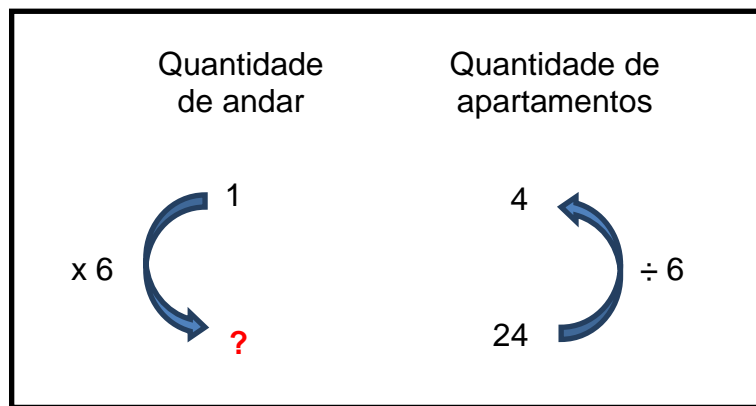 Quantidade
de andar
Quantidade de
apartamentos
1
4
x 6
÷ 6
?
24